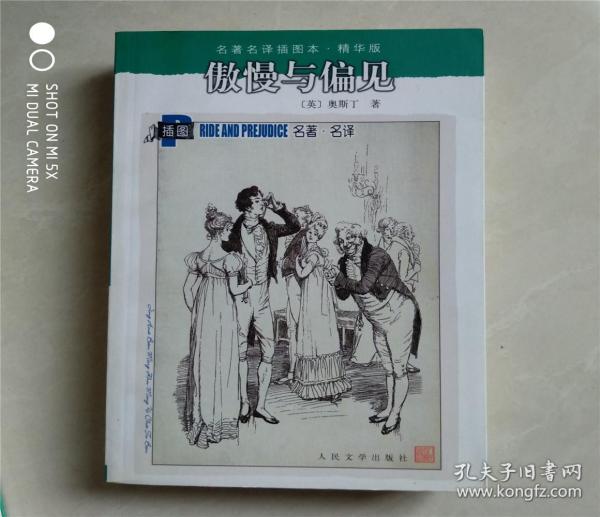 名著名译插图本·精华版
傲慢与偏见
〔英〕奥斯丁 著
插图 PRIDE AND PREJUDICE 名著·名译
人民文学出版社
SHOT ON MI 5X
MI DUAL CAMERA
孔夫子旧书网
www.kongfz.com